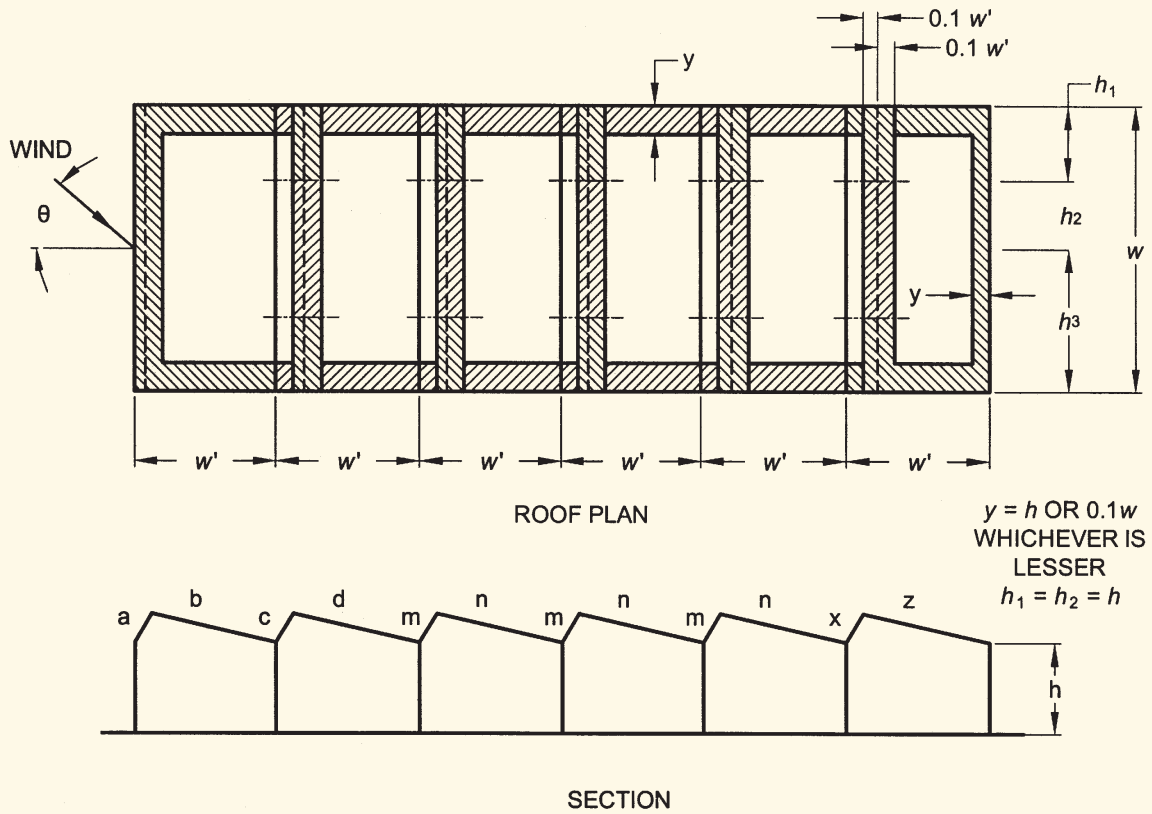 0.1 w'
0.1 w'
y
h₁
WIND
θ
h₂
w
y
h³
w' w' w' w' w' w'
ROOF PLAN
y = h OR 0.1w
WHICHEVER IS
LESSER
h₁ = h₂ = h
a b c d m n m n m n x z
h
SECTION